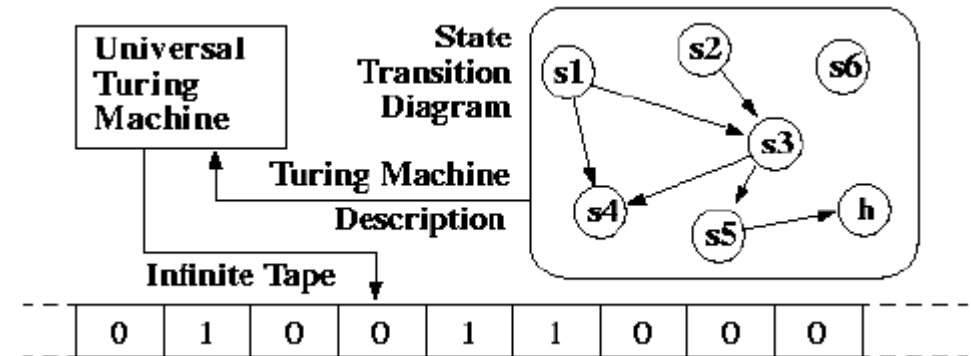 Universal
Turing
Machine
State
Transition
Diagram
s1
s2
s6
s3
s4
s5
h
Turing Machine
Description
Infinite Tape
0 1 0 0 1 1 0 0 0